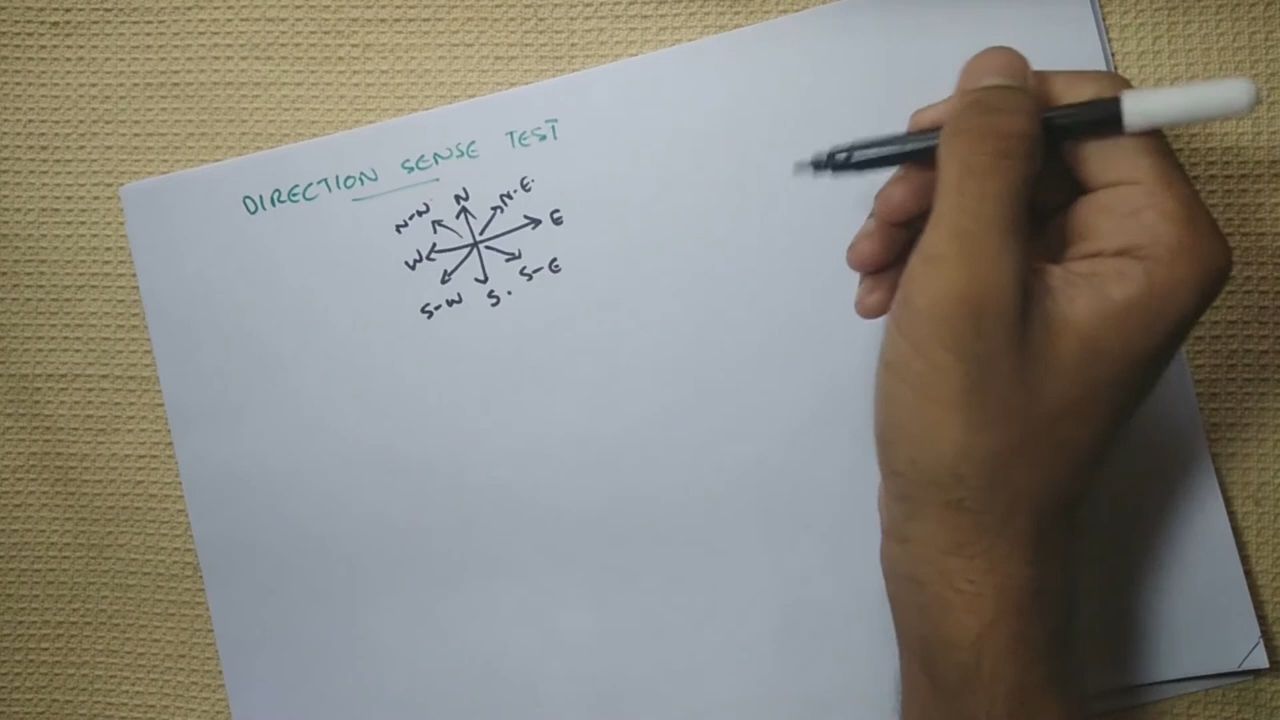 DIRECTION SENSE TEST
N-W N N.E.
W E
S-W S. S-E